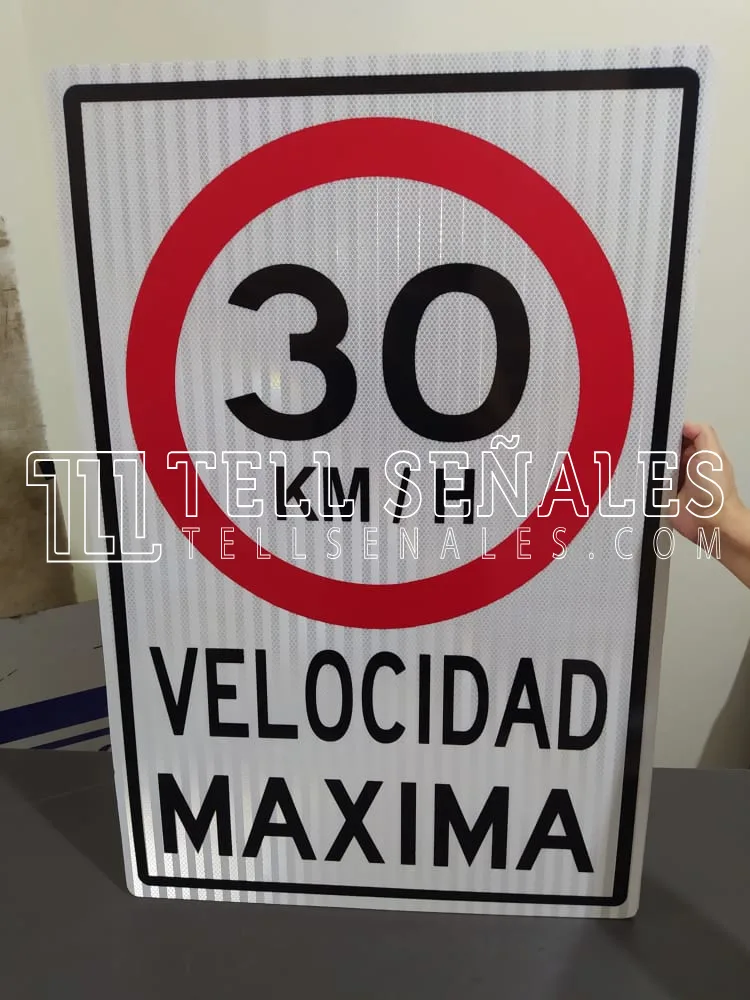 30
KM/H
TELL SEÑALES
TELLSENALES.COM
VELOCIDAD
MAXIMA